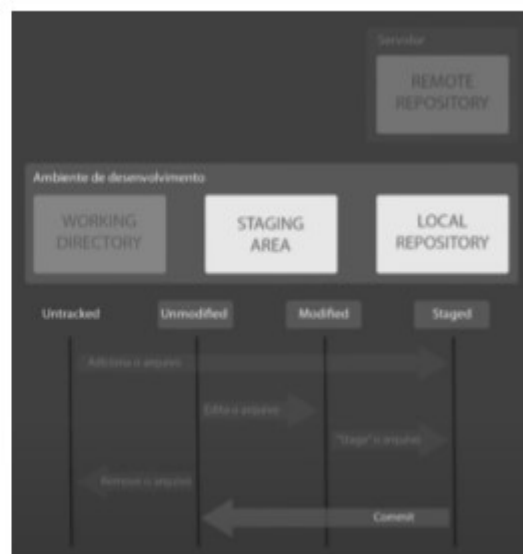 Servidor
REMOTE
REPOSITORY
Ambiente de desenvolvimento
WORKING
DIRECTORY
STAGING
AREA
LOCAL
REPOSITORY
Untracked
Unmodified
Modified
Staged
Adiciona o arquivo
Edita o arquivo
"Stage" o arquivo
Remove o arquivo
Commit